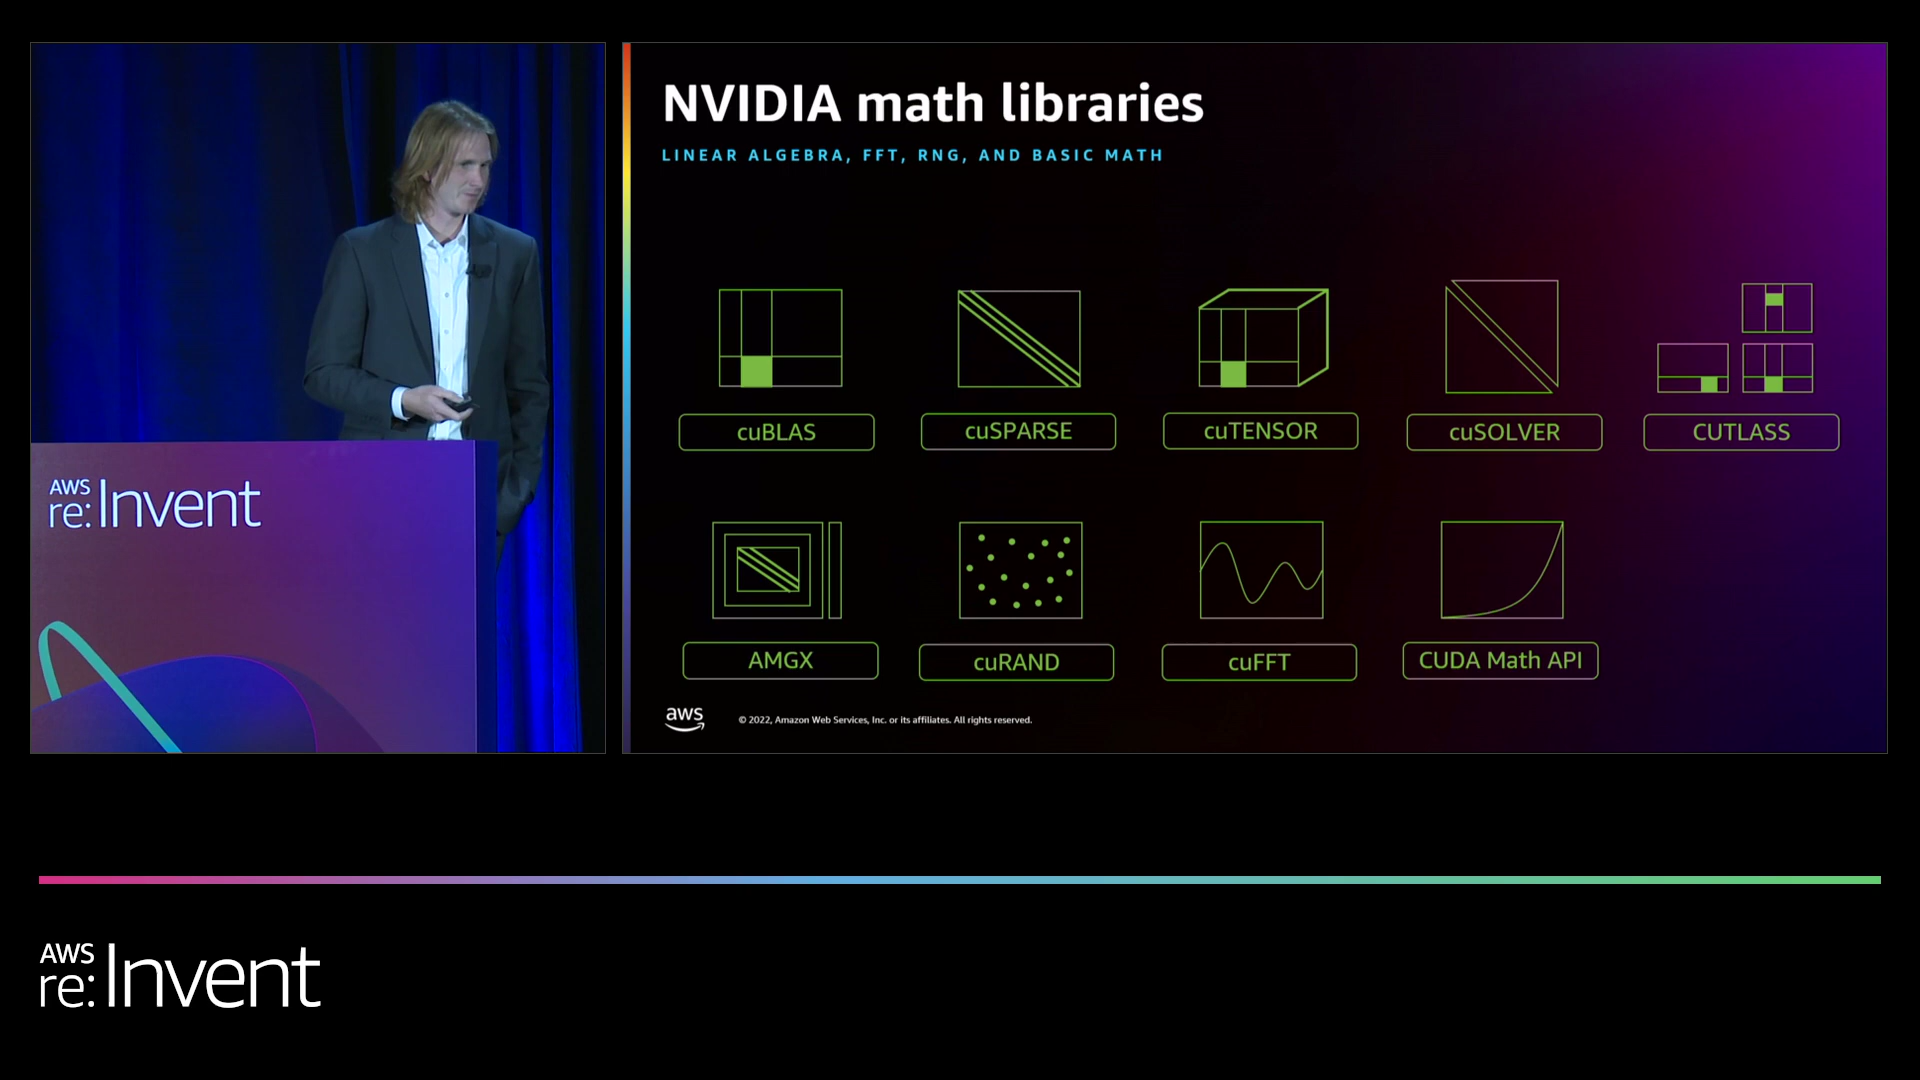 AWS
re:Invent
NVIDIA math libraries
LINEAR ALGEBRA, FFT, RNG, AND BASIC MATH
cuBLAS
cuSPARSE
cuTENSOR
cuSOLVER
CUTLASS
AMGX
cuRAND
cuFFT
CUDA Math API
aws
© 2022, Amazon Web Services, Inc. or its affiliates. All rights reserved.
AWS
re:Invent